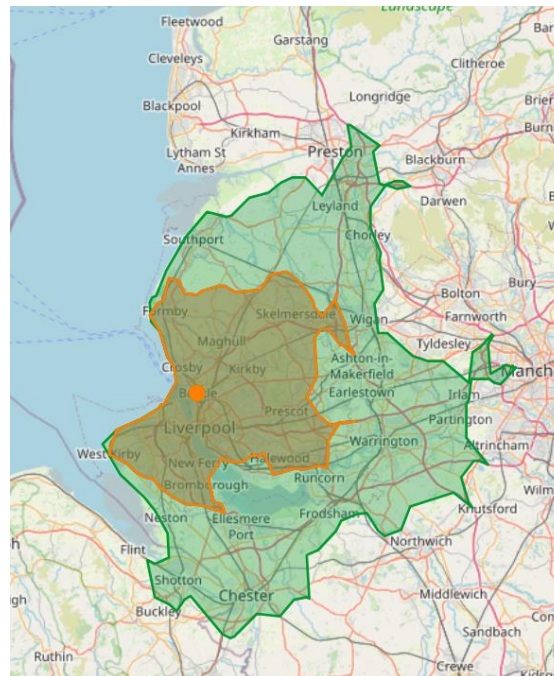 Landscape
Fleetwood
Garstang
Cleveleys
Clitheroe
Longridge
Blackpool
Kirkham
Preston
Lytham St
Annes
Blackburn
Darwen
Leyland
Chorley
Southport
Bury
Bolton
Formby
Skelmersdale
Wigan
Farnworth
Maghull
Tyldesley
Crosby
Kirkby
Ashton-in-
Makerfield
Bootle
Earlestown
Irlam
Prescot
Partington
Liverpool
Warrington
Altrincham
West Kirby
New Ferry
Halewood
Bromborough
Runcorn
Knutsford
Neston
Ellesmere
Port
Frodsham
Northwich
Flint
Shotton
Chester
Buckley
Middlewich
Sandbach
Ruthin
Crewe